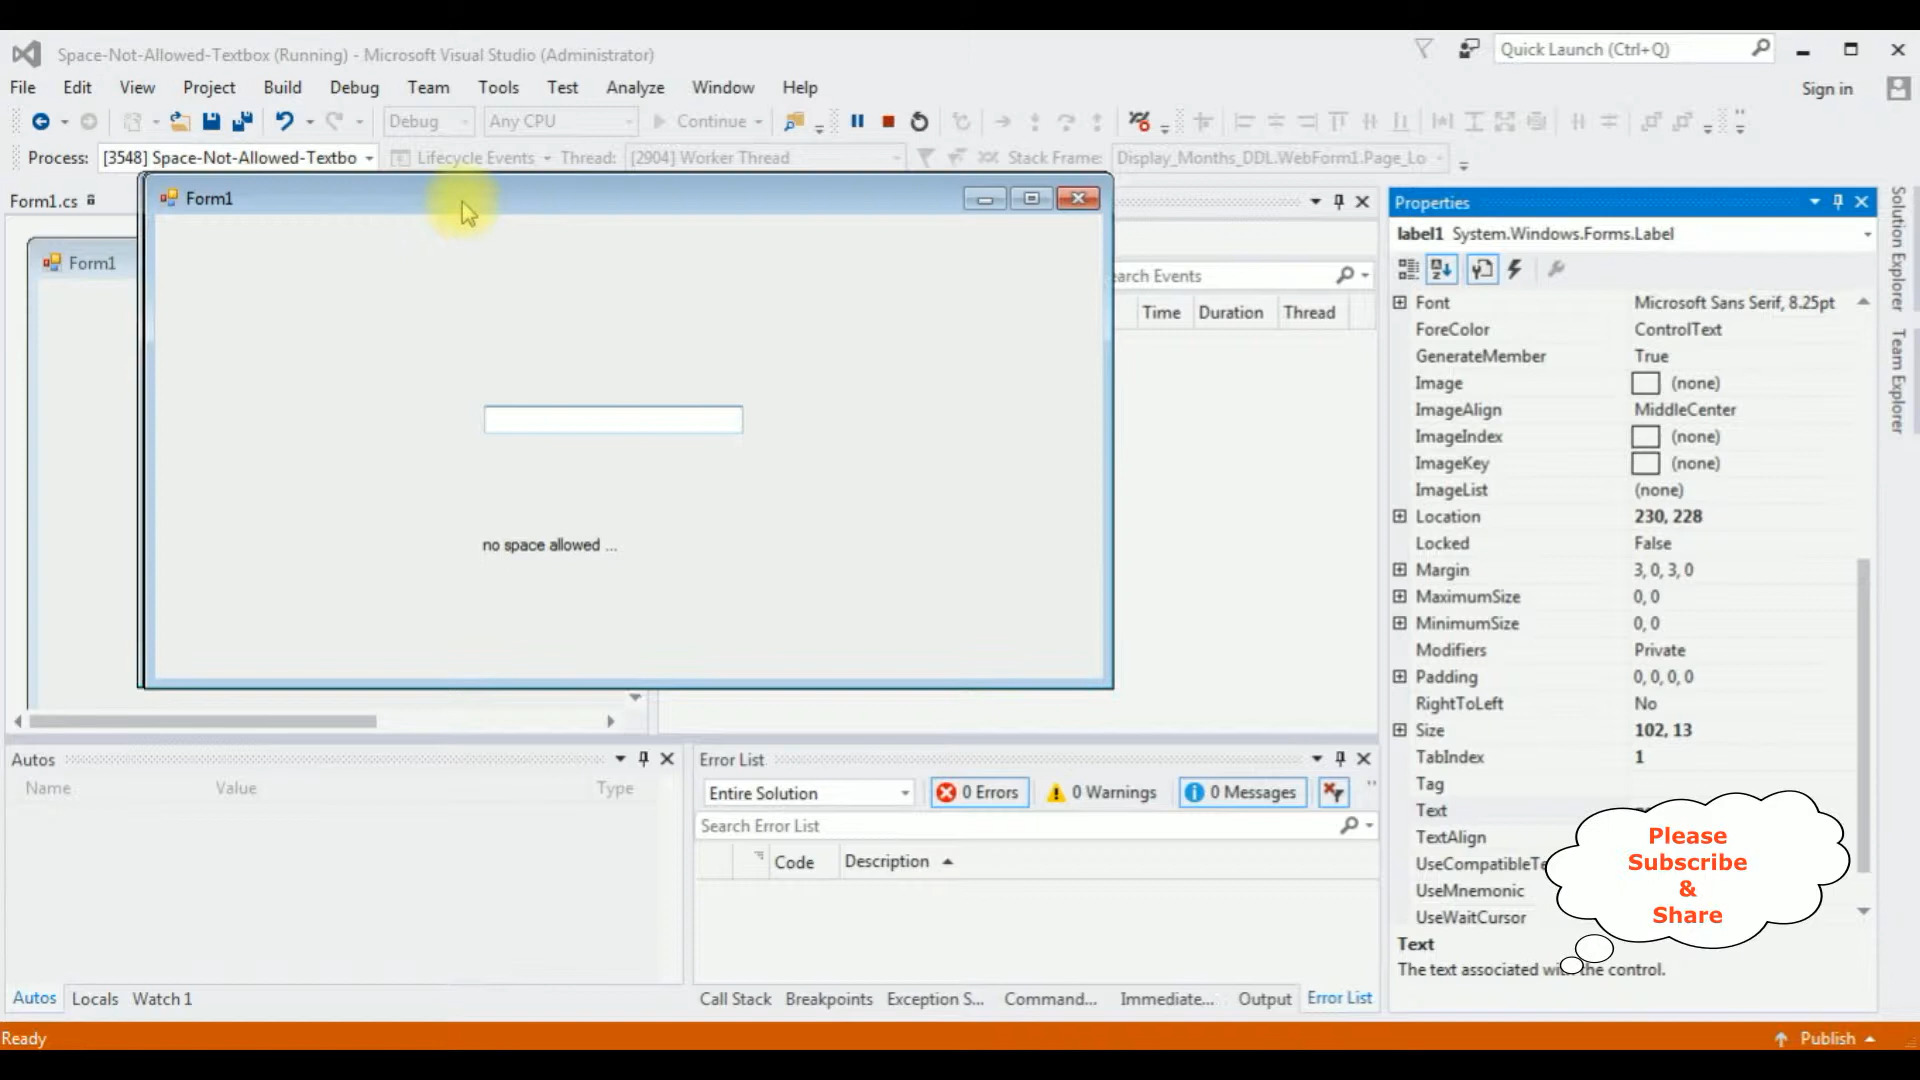 Space-Not-Allowed-Textbox (Running) - Microsoft Visual Studio (Administrator)
Quick Launch (Ctrl+Q)
File Edit View Project Build Debug Team Tools Test Analyze Window Help
Sign in
Debug Any CPU Continue
Process: [3548] Space-Not-Allowed-Textbo Lifecycle Events Thread: [2904] Worker Thread Stack Frame: Display_Months_DDL.WebForm1.Page_Lo
Form1.cs
Form1
Form1
no space allowed ...
earch Events
Time Duration Thread
Properties
label1 System.Windows.Forms.Label
Font Microsoft Sans Serif, 8.25pt
ForeColor ControlText
GenerateMember True
Image (none)
ImageAlign MiddleCenter
ImageIndex (none)
ImageKey (none)
ImageList (none)
Location 230, 228
Locked False
Margin 3, 0, 3, 0
MaximumSize 0, 0
MinimumSize 0, 0
Modifiers Private
Padding 0, 0, 0, 0
RightToLeft No
Size 102, 13
TabIndex 1
Tag
Text
TextAlign
UseCompatibleTe
UseMnemonic
UseWaitCursor
Text
The text associated with the control.
Solution Explorer
Team Explorer
Please
Subscribe
&
Share
Autos
Name Value Type
Autos Locals Watch 1
Error List
Entire Solution 0 Errors 0 Warnings 0 Messages
Search Error List
Code Description
Call Stack Breakpoints Exception S... Command... Immediate... Output Error List
Ready
Publish